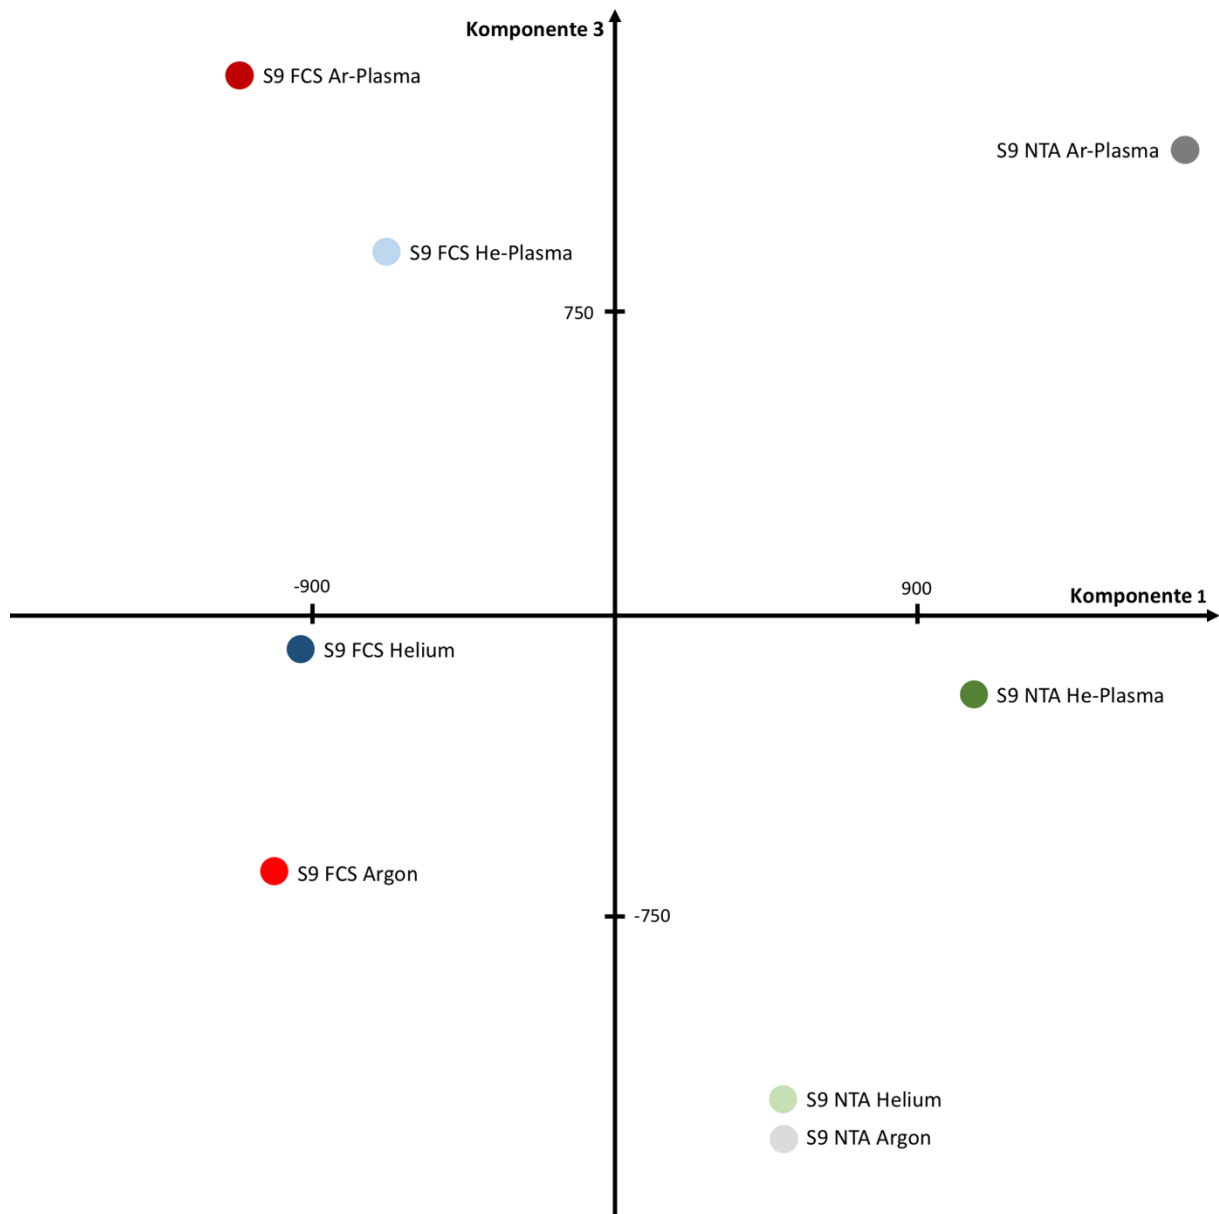 Komponente 3
S9 FCS Ar-Plasma
S9 NTA Ar-Plasma
S9 FCS He-Plasma
750
-900
900
Komponente 1
S9 FCS Helium
S9 NTA He-Plasma
S9 FCS Argon
-750
S9 NTA Helium
S9 NTA Argon